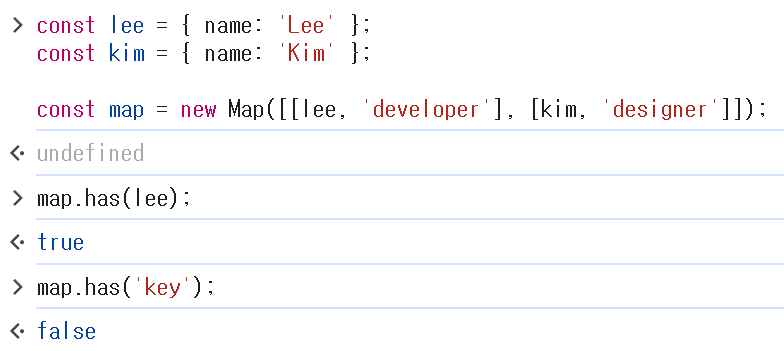 > const lee = { name: 'Lee' };
const kim = { name: 'Kim' };
const map = new Map([[lee, 'developer'], [kim, 'designer']]);
undefined
> map.has(lee);
true
> map.has('key');
false